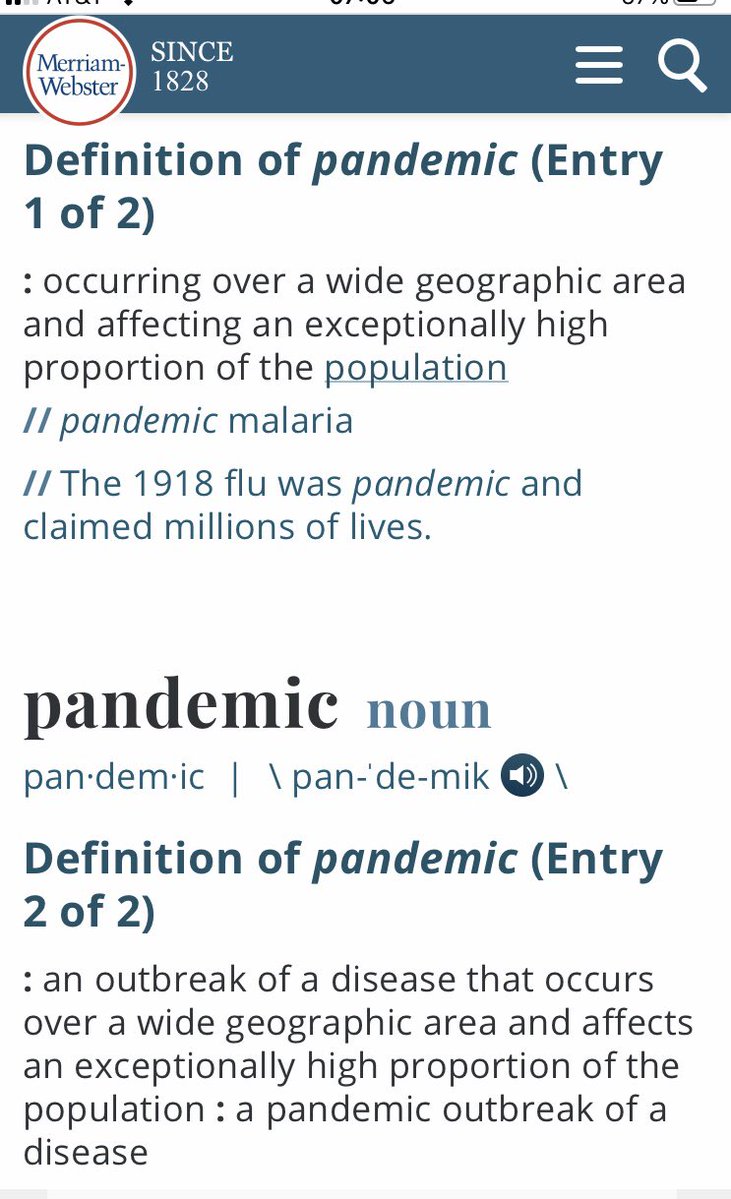 Merriam-
Webster
SINCE
1828
Definition of pandemic (Entry
1 of 2)
: occurring over a wide geographic area
and affecting an exceptionally high
proportion of the population
// pandemic malaria
// The 1918 flu was pandemic and
claimed millions of lives.
pandemic noun
pan·dem·ic | \ pan-ˈde-mik \
Definition of pandemic (Entry
2 of 2)
: an outbreak of a disease that occurs
over a wide geographic area and affects
an exceptionally high proportion of the
population : a pandemic outbreak of a
disease